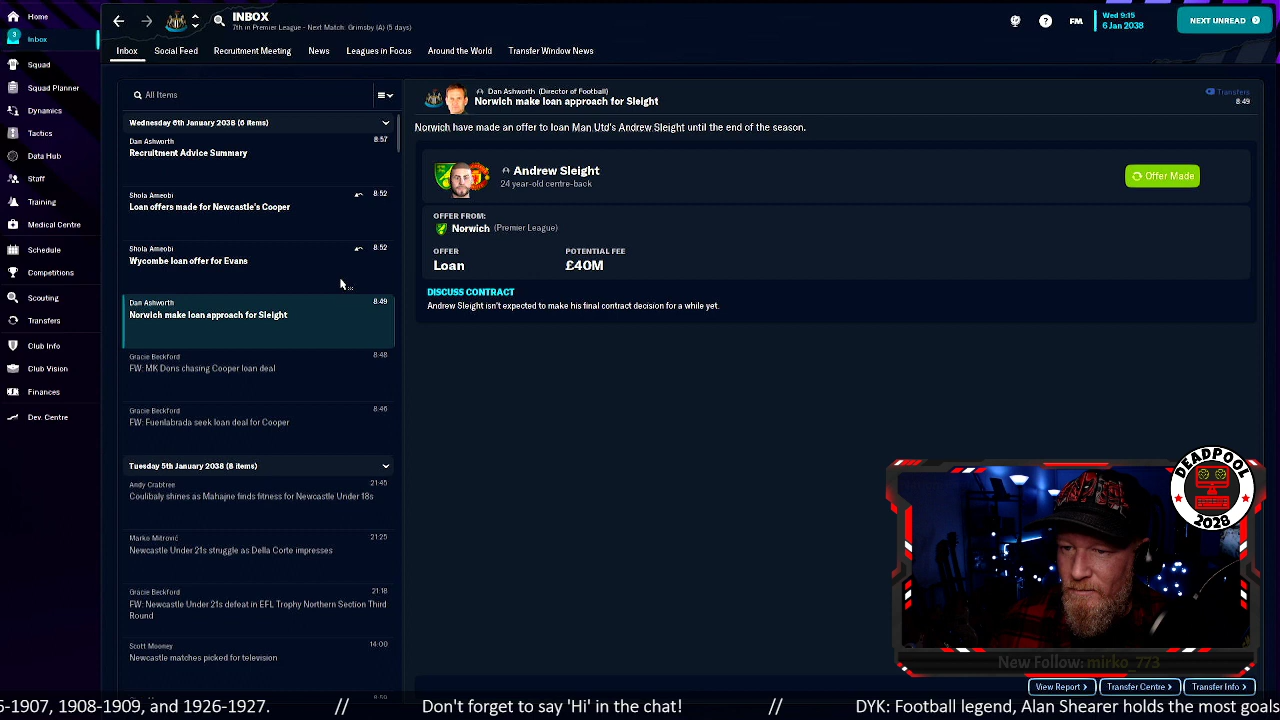 Home
3
Inbox
Squad
Squad Planner
Dynamics
Tactics
Data Hub
Staff
Training
Medical Centre
Schedule
Competitions
Scouting
Transfers
Club Info
Club Vision
Finances
Dev. Centre
INBOX
7th in Premier League - Next Match: Grimsby (A) (5 days)
FM
Wed 9:15
6 Jan 2038
NEXT UNREAD
Inbox
Social Feed
Recruitment Meeting
News
Leagues in Focus
Around the World
Transfer Window News
All Items
Wednesday 6th January 2038 (6 items)
Dan Ashworth 8:57
Recruitment Advice Summary
Shola Ameobi 8:52
Loan offers made for Newcastle's Cooper
Shola Ameobi 8:52
Wycombe loan offer for Evans
Dan Ashworth 8:49
Norwich make loan approach for Sleight
Gracie Beckford 8:48
FW: MK Dons chasing Cooper loan deal
Gracie Beckford 8:46
FW: Fuenlabrada seek loan deal for Cooper
Tuesday 5th January 2038 (8 items)
Andy Crabtree 21:45
Coulibaly shines as Mahajne finds fitness for Newcastle Under 18s
Marko Mitrović 21:25
Newcastle Under 21s struggle as Della Corte impresses
Gracie Beckford 21:18
FW: Newcastle Under 21s defeat in EFL Trophy Northern Section Third
Round
Scott Mooney 14:00
Newcastle matches picked for television
Dan Ashworth (Director of Football)
Norwich make loan approach for Sleight
Transfers
8:49
Norwich have made an offer to loan Man Utd's Andrew Sleight until the end of the season.
Andrew Sleight
24 year-old centre-back
Offer Made
OFFER FROM:
Norwich (Premier League)
OFFER POTENTIAL FEE
Loan £40M
DISCUSS CONTRACT
Andrew Sleight isn't expected to make his final contract decision for a while yet.
DEADPOOL
2028
New Follow: mirko_773
View Report
Transfer Centre
Transfer Info
5-1907, 1908-1909, and 1926-1927. // Don't forget to say 'Hi' in the chat! // DYK: Football legend, Alan Shearer holds the most goals